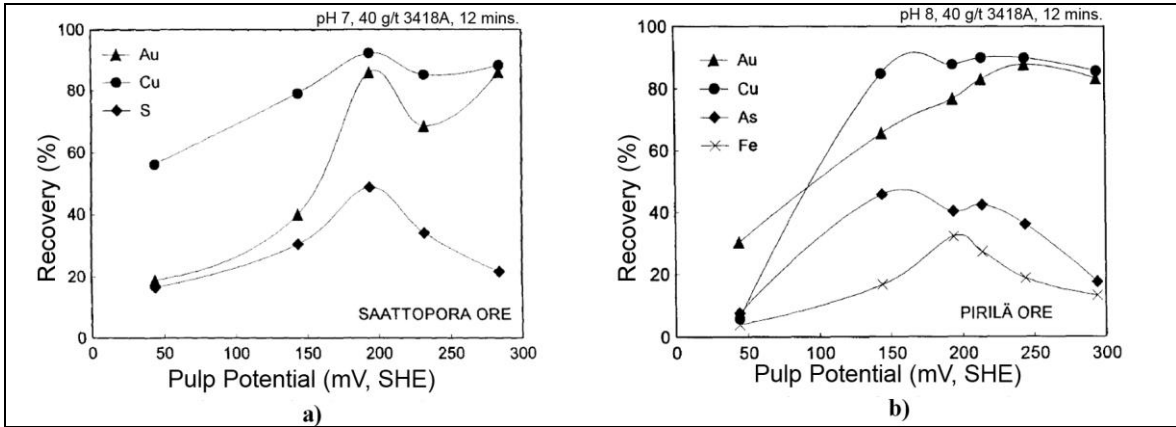 pH 7, 40 g/t 3418A, 12 mins.
100
80
60
40
20
0
Recovery (%)
Au
Cu
S
SAATTOPORA ORE
0 50 100 150 200 250 300
Pulp Potential (mV, SHE)
a)
pH 8, 40 g/t 3418A, 12 mins.
100
80
60
40
20
0
Recovery (%)
Au
Cu
As
Fe
PIRILÄ ORE
0 50 100 150 200 250 300
Pulp Potential (mV, SHE)
b)